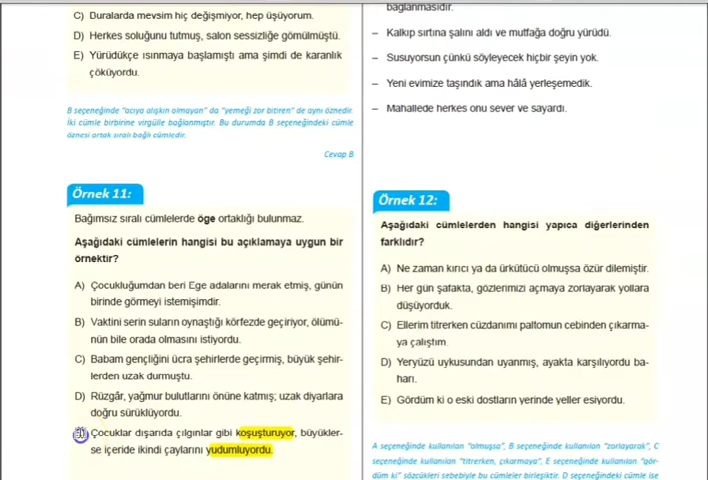 C) Duralarda mevsim hiç değişmiyor, hep üşüyorum.
D) Herkes soluğunu tutmuş, salon sessizliğe gömülmüştü.
E) Yürüdükçe ısınmaya başlamıştı ama şimdi de karanlık
çöküyordu.
B seçeneğinde "acıya alışkın olmayan" da "yemeği zor bitiren" de aynı öznedir.
İki cümle birbirine virgülle bağlanmıştır. Bu durumda B seçeneğindeki cümle
öznesi ortak sıralı bağlı cümledir.
Cevap B
Örnek 11:
Bağımsız sıralı cümlelerde öge ortaklığı bulunmaz.
Aşağıdaki cümlelerin hangisi bu açıklamaya uygun bir
örnektir?
A) Çocukluğumdan beri Ege adalarını merak etmiş, günün
birinde görmeyi istemişimdir.
B) Vaktini serin suların oynaştığı körfezde geçiriyor, ölümü-
nün bile orada olmasını istiyordu.
C) Babam gençliğini ücra şehirlerde geçirmiş, büyük şehir-
lerden uzak durmuştu.
D) Rüzgâr, yağmur bulutlarını önüne katmış; uzak diyarlara
doğru sürüklüyordu.
E) Çocuklar dışarıda çılgınlar gibi koşuşturuyor, büyükler-
se içeride ikindi çaylarını yudumluyordu.
bağlanmasıdır.
– Kalkıp sırtına şalını aldı ve mutfağa doğru yürüdü.
– Susuyorsun çünkü söyleyecek hiçbir şeyin yok.
– Yeni evimize taşındık ama hâlâ yerleşemedik.
– Mahallede herkes onu sever ve sayardı.
Örnek 12:
Aşağıdaki cümlelerden hangisi yapıca diğerlerinden
farklıdır?
A) Ne zaman kırıcı ya da ürkütücü olmuşsa özür dilemiştir.
B) Her gün şafakta, gözlerimizi açmaya zorlayarak yollara
düşüyorduk.
C) Ellerim titrerken cüzdanımı paltomun cebinden çıkarma-
ya çalıştım.
D) Yeryüzü uykusundan uyanmış, ayakta karşılıyordu ba-
harı.
E) Gördüm ki o eski dostların yerinde yeller esiyordu.
A seçeneğinde kullanılan "olmuşsa", B seçeneğinde kullanılan "zorlayarak", C
seçeneğinde kullanılan "titrerken, çıkarmaya", E seçeneğinde kullanılan "gör-
düm ki" sözcükleri sebebiyle bu cümleler birleşiktir. D seçeneğindeki cümle ise